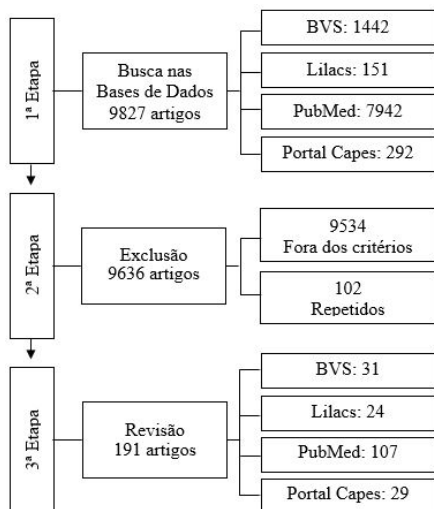 1ª Etapa
Busca nas
Bases de Dados
9827 artigos
BVS: 1442
Lilacs: 151
PubMed: 7942
Portal Capes: 292
2ª Etapa
Exclusão
9636 artigos
9534
Fora dos critérios
102
Repetidos
3ª Etapa
Revisão
191 artigos
BVS: 31
Lilacs: 24
PubMed: 107
Portal Capes: 29